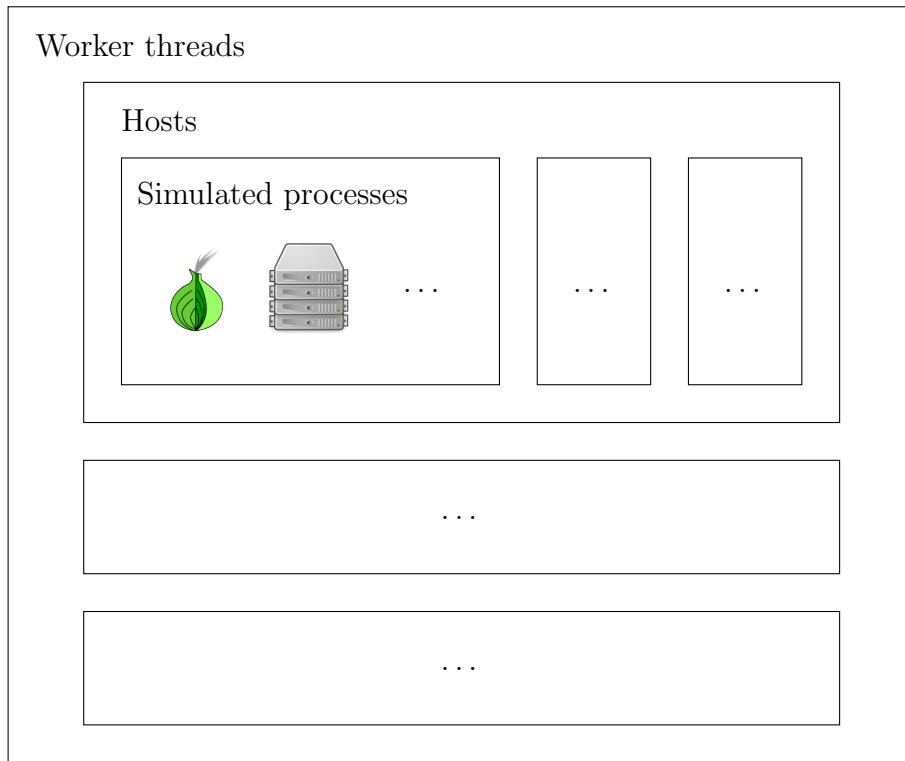 Worker threads
Hosts
Simulated processes
... ... ...
...
...